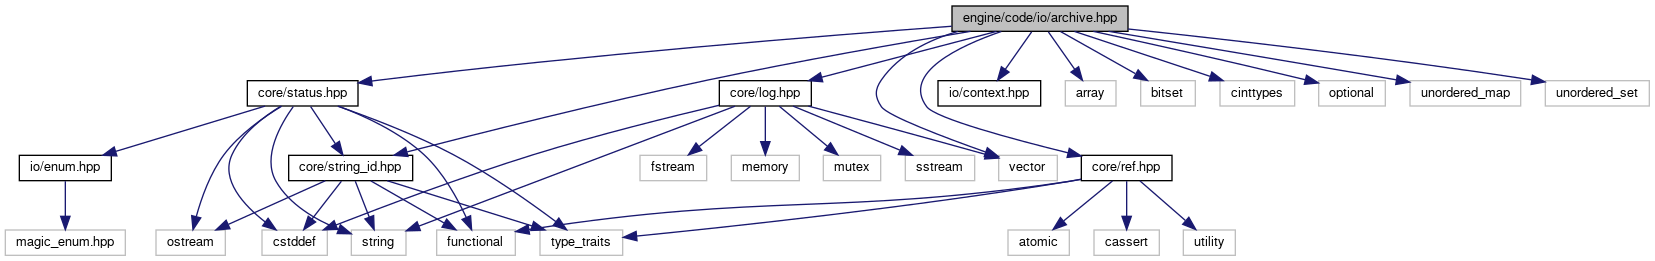 engine/code/io/archive.hpp
core/status.hpp
core/log.hpp
io/context.hpp
array
bitset
cinttypes
optional
unordered_map
unordered_set
io/enum.hpp
core/string_id.hpp
fstream
memory
mutex
sstream
vector
core/ref.hpp
magic_enum.hpp
ostream
cstddef
string
functional
type_traits
atomic
cassert
utility